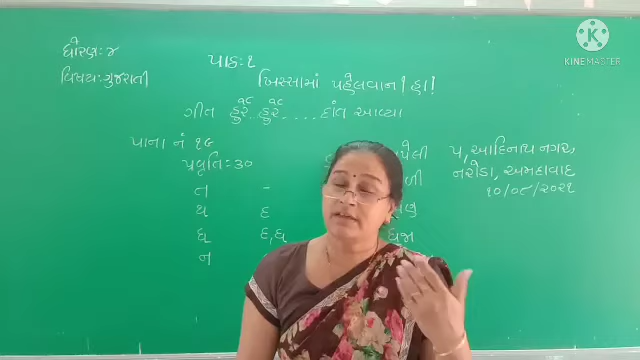 KINEMASTER
ધોરણઃ ૪
પાઠઃ ૧
વિષયઃ ગુજરાતી
ખિસ્સામાં પહેલવાન ! હા!
ગીત હુર્રે હુર્રે .... દાંત આવ્યા
પાના નં ૧૯
પ્રવૃતિઃ ૩૦
ત -
થ દ
ધ દ,ધ ધજા
ન
૫, આદિનાથ નગર,
નરોડા, અમદાવાદ
૧૦/૦૮/૨૦૨૧